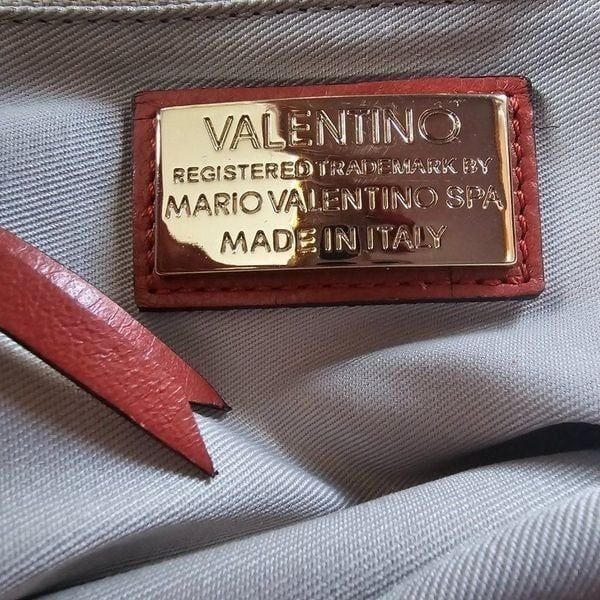 VALENTINO
REGISTERED TRADEMARK BY
MARIO VALENTINO SPA
MADE IN ITALY